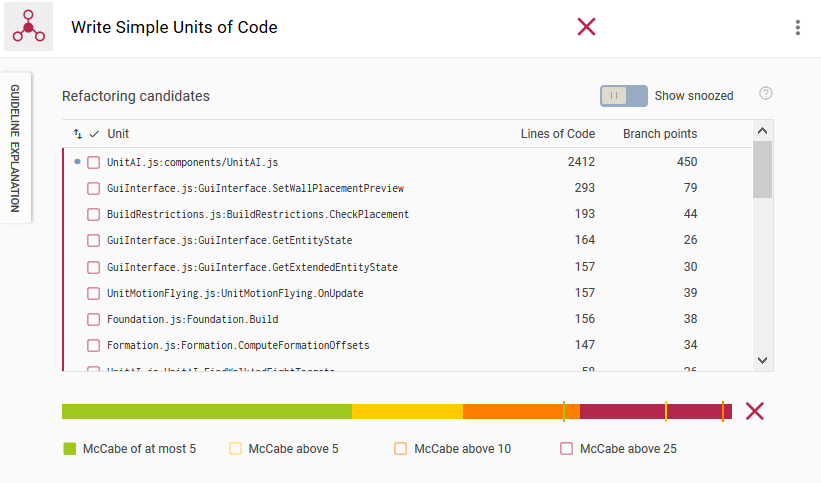 Write Simple Units of Code
GUIDELINE EXPLANATION
Refactoring candidates
Show snoozed
Unit Lines of Code Branch points
UnitAI.js:components/UnitAI.js 2412 450
GuiInterface.js:GuiInterface.SetWallPlacementPreview 293 79
BuildRestrictions.js:BuildRestrictions.CheckPlacement 193 44
GuiInterface.js:GuiInterface.GetEntityState 164 26
GuiInterface.js:GuiInterface.GetExtendedEntityState 157 30
UnitMotionFlying.js:UnitMotionFlying.OnUpdate 157 39
Foundation.js:Foundation.Build 156 38
Formation.js:Formation.ComputeFormationOffsets 147 34
McCabe of at most 5
McCabe above 5
McCabe above 10
McCabe above 25